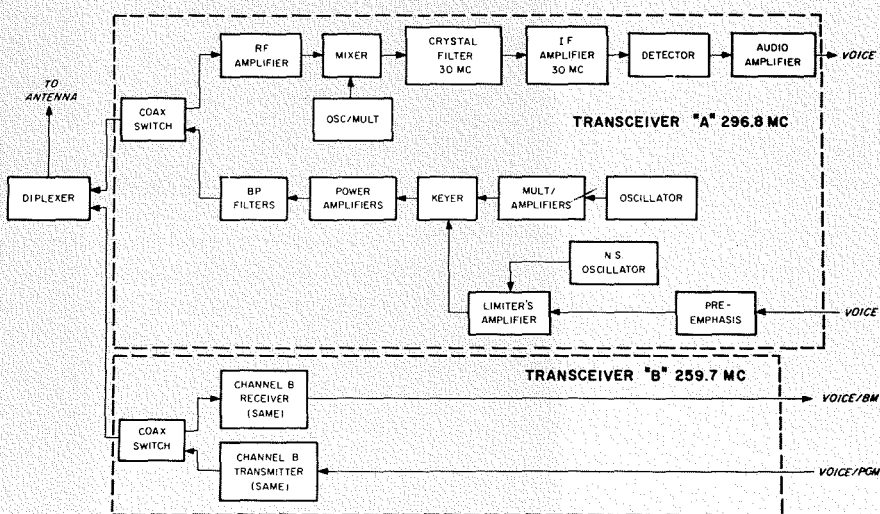 RF
AMPLIFIER
MIXER
CRYSTAL
FILTER
30 MC
I F
AMPLIFIER
30 MC
DETECTOR
AUDIO
AMPLIFIER
VOICE
TO
ANTENNA
COAX
SWITCH
OSC/MULT
TRANSCEIVER "A" 296.8 MC
DIPLEXER
BP
FILTERS
POWER
AMPLIFIERS
KEYER
MULT/
AMPLIFIERS
OSCILLATOR
N S
OSCILLATOR
LIMITER'S
AMPLIFIER
PRE-
EMPHASIS
VOICE
TRANSCEIVER "B" 259.7 MC
COAX
SWITCH
CHANNEL B
RECEIVER
(SAME)
VOICE/BM
CHANNEL B
TRANSMITTER
(SAME)
VOICE/PGM